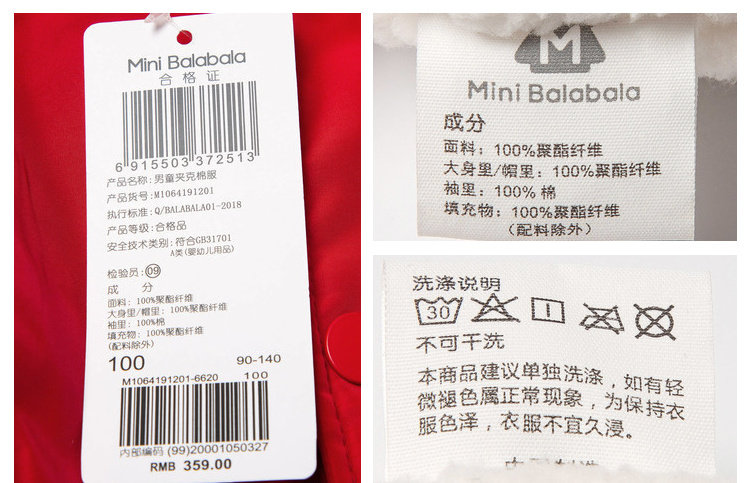 Mini Balabala
合格证
6 915503 372513
产品名称: 男童夹克棉服
产品货号: M1064191201
执行标准: Q/BALABALA01-2018
产品等级: 合格品
安全技术类别: 符合GB31701
A类(婴幼儿用品)
检验员: 09
成 分
面料: 100%聚酯纤维
大身里/帽里: 100%聚酯纤维
袖里: 100%棉
填充物: 100%聚酯纤维
(配料除外)
100 90-140
M1064191201-6620 100
内部编码 (99)20001050327
RMB 359.00
M
Mini Balabala
成分
面料: 100%聚酯纤维
大身里/帽里: 100%聚酯纤维
袖里: 100% 棉
填充物: 100%聚酯纤维
(配料除外)
洗涤说明
30
不可干洗
本商品建议单独洗涤, 如有轻
微褪色属正常现象, 为保持衣
服色泽, 衣服不宜久浸。